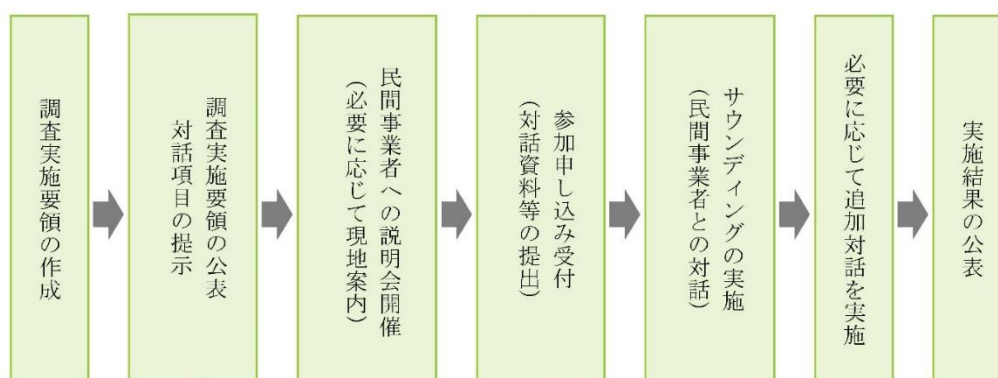 調査実施要領の作成
調査実施要領の公表
対話項目の提示
民間事業者への説明会開催
（必要に応じて現地案内）
参加申し込み受付
（対話資料等の提出）
サウンディングの実施
（民間事業者との対話）
必要に応じて追加対話を実施
実施結果の公表